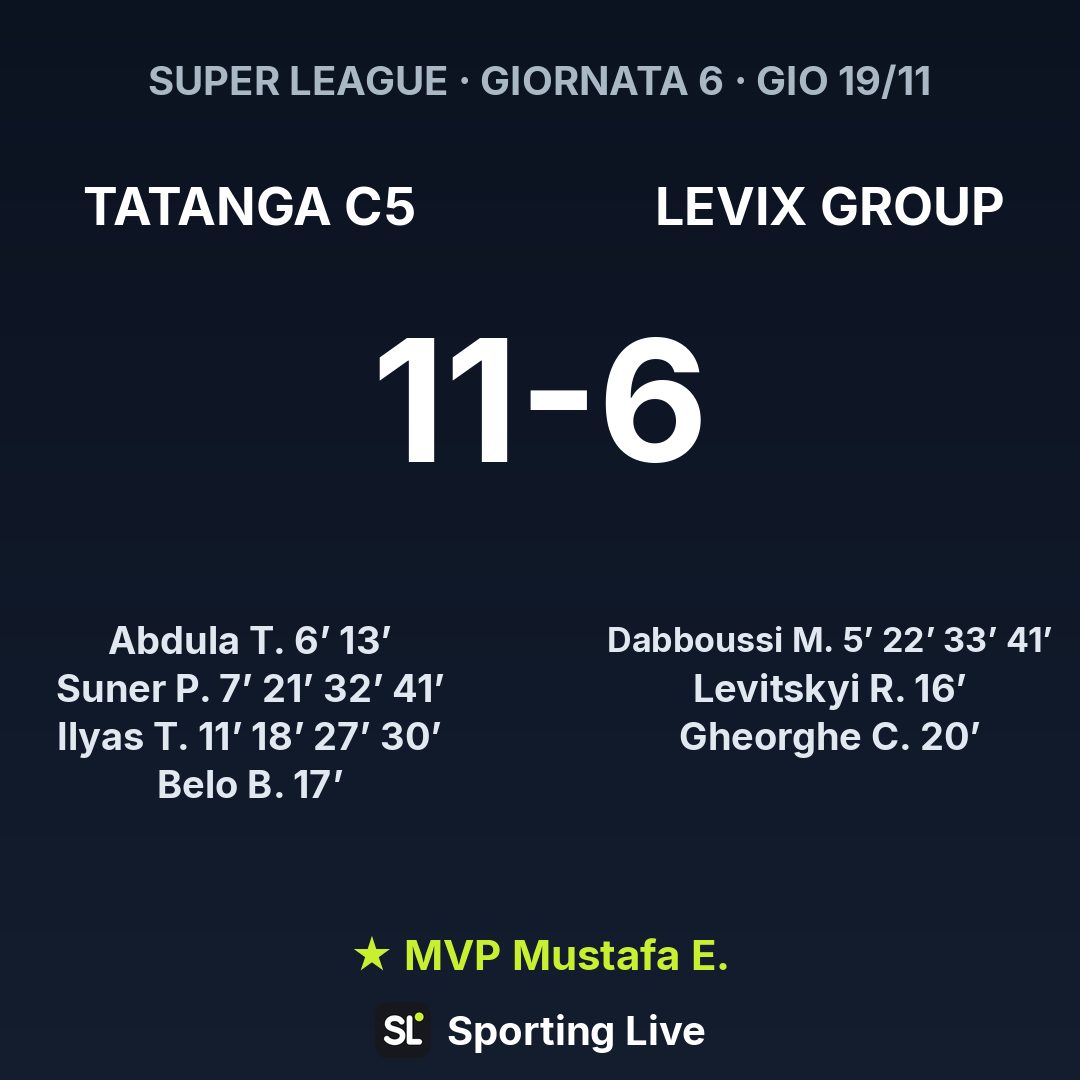 SUPER LEAGUE · GIORNATA 6 · GIO 19/11
TATANGA C5
LEVIX GROUP
11-6
Abdula T. 6′ 13′
Suner P. 7′ 21′ 32′ 41′
Ilyas T. 11′ 18′ 27′ 30′
Belo B. 17′
Dabboussi M. 5′ 22′ 33′ 41′
Levitskyi R. 16′
Gheorghe C. 20′
★ MVP Mustafa E.
SL Sporting Live